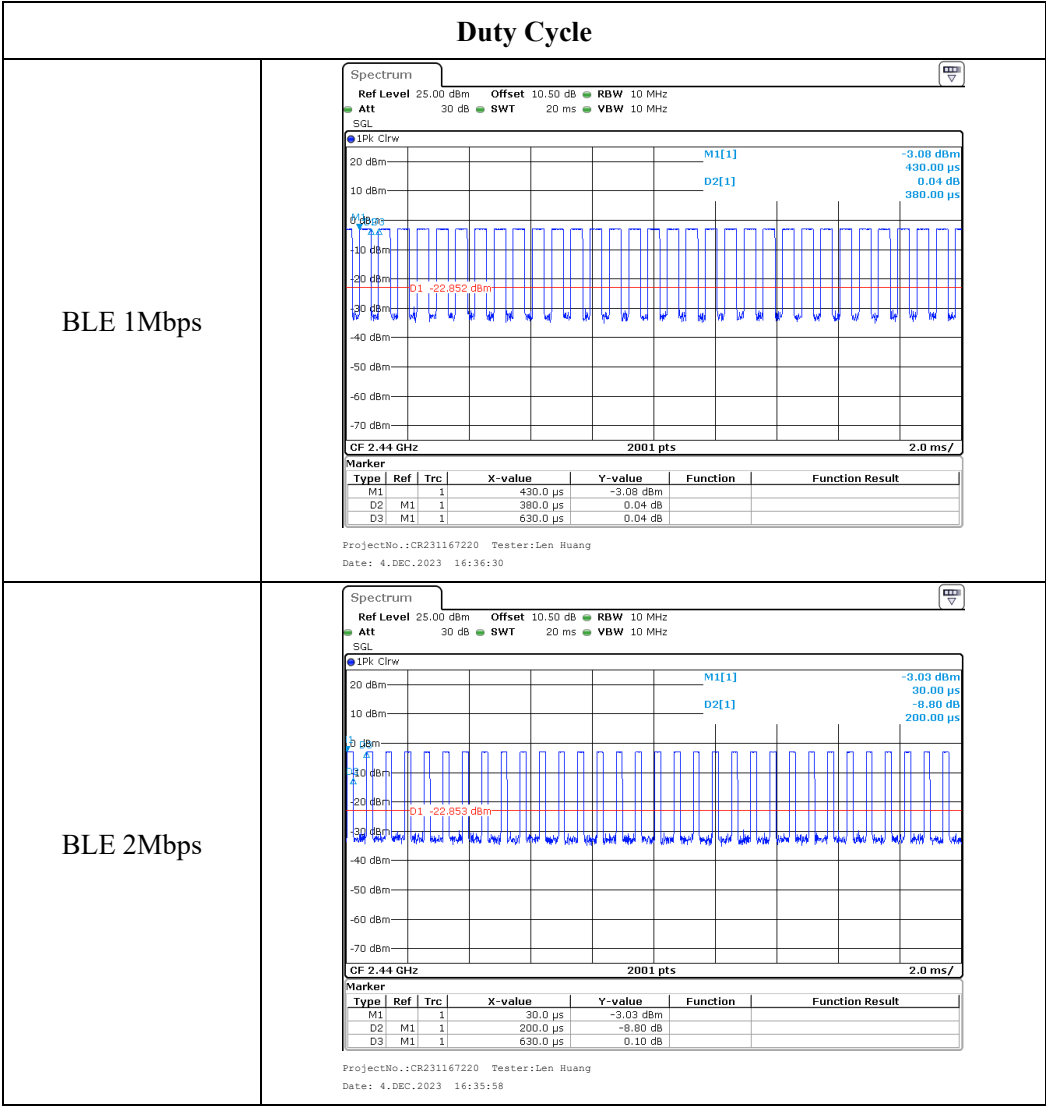 Duty Cycle
BLE 1Mbps
Spectrum
Ref Level 25.00 dBm Offset 10.50 dB RBW 10 MHz
Att 30 dB SWT 20 ms VBW 10 MHz
SGL
1Pk Clrw
M1[1] -3.08 dBm
430.00 µs
D2[1] 0.04 dB
380.00 µs
20 dBm
10 dBm
0 dBm
-10 dBm
-20 dBm
D1 -22.852 dBm
-30 dBm
-40 dBm
-50 dBm
-60 dBm
-70 dBm
CF 2.44 GHz 2001 pts 2.0 ms/
Marker
Type Ref Trc X-value Y-value Function Function Result
M1 1 430.0 µs -3.08 dBm
D2 M1 1 380.0 µs 0.04 dB
D3 M1 1 630.0 µs 0.04 dB
ProjectNo.:CR231167220 Tester:Len Huang
Date: 4.DEC.2023 16:36:30
BLE 2Mbps
Spectrum
Ref Level 25.00 dBm Offset 10.50 dB RBW 10 MHz
Att 30 dB SWT 20 ms VBW 10 MHz
SGL
1Pk Clrw
M1[1] -3.03 dBm
30.00 µs
D2[1] -8.80 dB
200.00 µs
20 dBm
10 dBm
0 dBm
-10 dBm
-20 dBm
D1 -22.853 dBm
-30 dBm
-40 dBm
-50 dBm
-60 dBm
-70 dBm
CF 2.44 GHz 2001 pts 2.0 ms/
Marker
Type Ref Trc X-value Y-value Function Function Result
M1 1 30.0 µs -3.03 dBm
D2 M1 1 200.0 µs -8.80 dB
D3 M1 1 630.0 µs 0.10 dB
ProjectNo.:CR231167220 Tester:Len Huang
Date: 4.DEC.2023 16:35:58